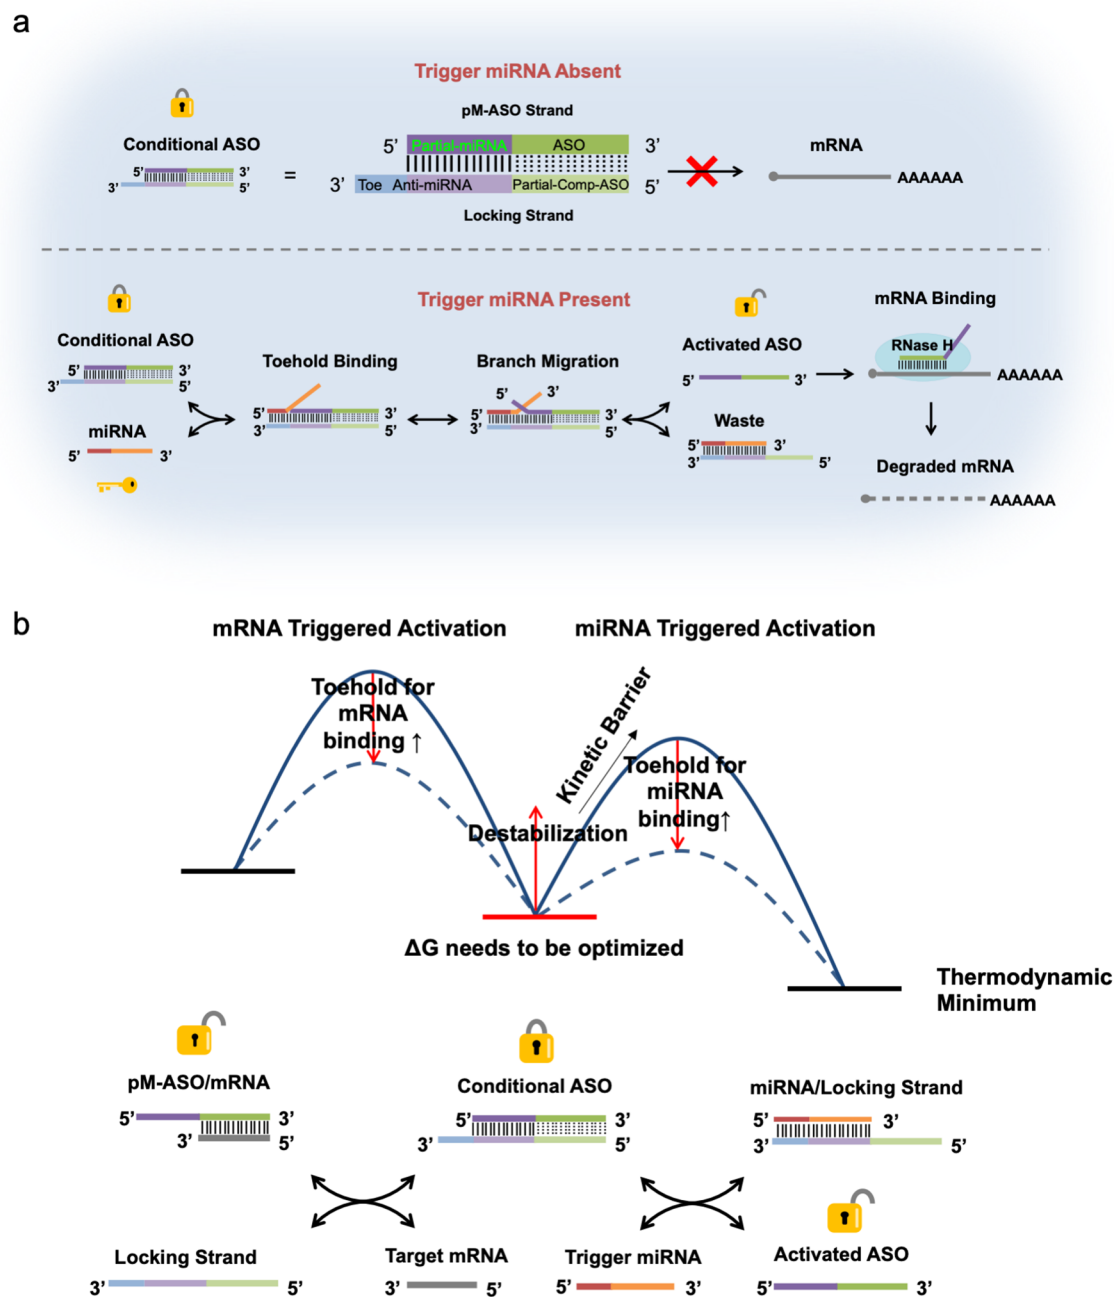 a
Trigger miRNA Absent
pM-ASO Strand
Conditional ASO
5' 3'
3' 5'
=
5' Partial-miRNA ASO 3'
3' Toe Anti-miRNA Partial-Comp-ASO 5'
Locking Strand
mRNA
AAAAAA
Trigger miRNA Present
Conditional ASO
5' 3'
3' 5'
miRNA
5' 3'
Toehold Binding
5' 3'
3' 5'
Branch Migration
5' 3'
5' 3'
3' 5'
Activated ASO
5' 3'
Waste
5' 3'
3' 5'
mRNA Binding
RNase H
AAAAAA
Degraded mRNA
AAAAAA
b
mRNA Triggered Activation
miRNA Triggered Activation
Toehold for
mRNA
binding ↑
Kinetic Barrier
Toehold for
miRNA
binding↑
Destabilization
ΔG needs to be optimized
Thermodynamic
Minimum
pM-ASO/mRNA
5' 3'
3' 5'
Conditional ASO
5' 3'
3' 5'
miRNA/Locking Strand
5' 3'
3' 5'
Locking Strand
3' 5'
Target mRNA
3' 5'
Trigger miRNA
5' 3'
Activated ASO
5' 3'